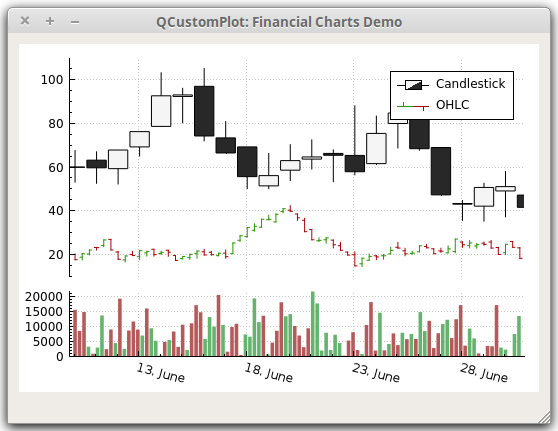 QCustomPlot: Financial Charts Demo
100
80
60
40
20
Candlestick
OHLC
20000
15000
10000
5000
0
13. June
18. June
23. June
28. June